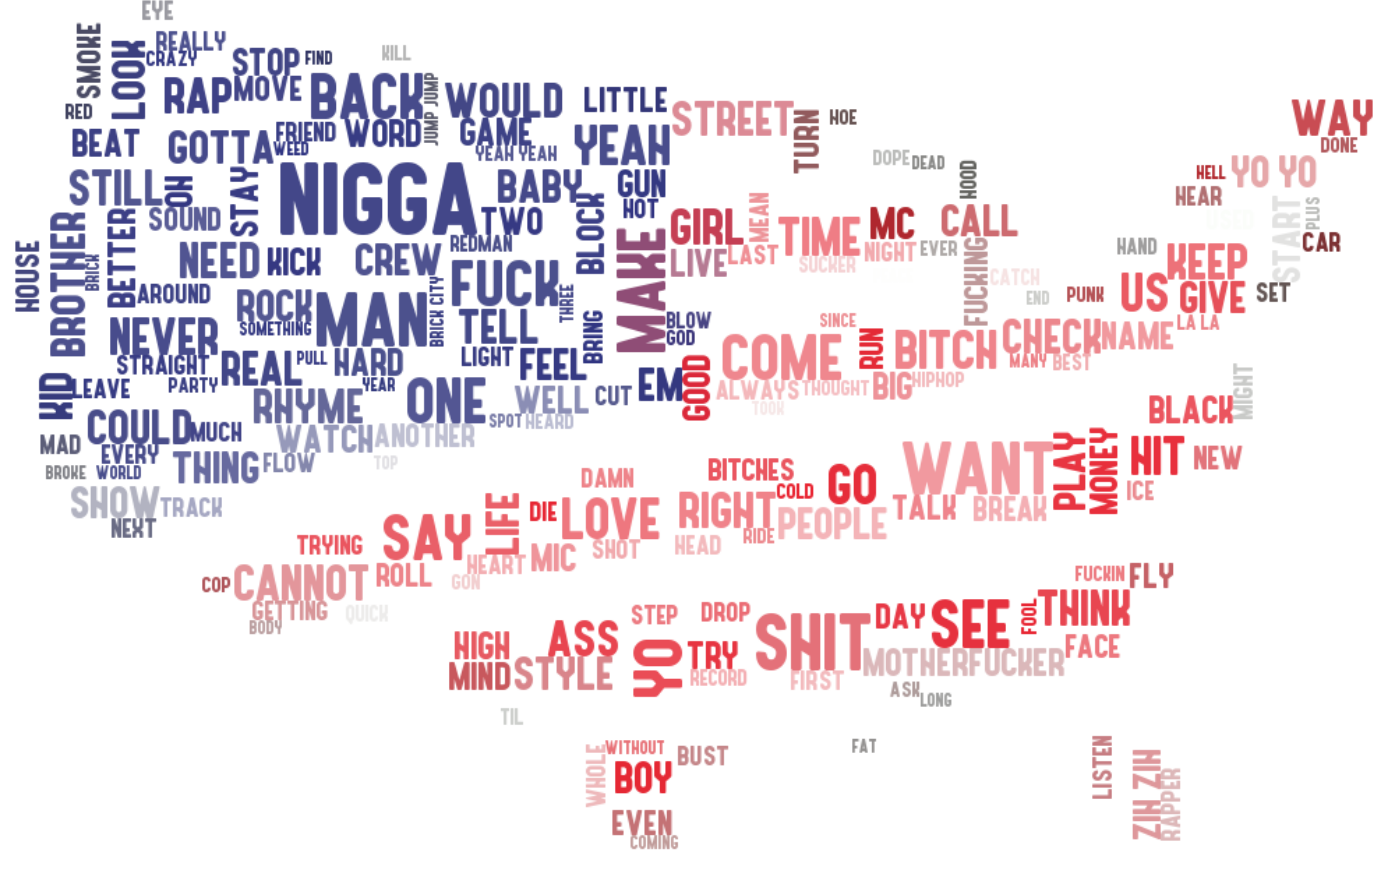 EYE
SMOKE
LOOK
REALLY
CRAZY
STOP
FIND
KILL
RED
RAP
MOVE
BACK
JUMP JUMP
WOULD
LITTLE
STREET
TURN
HOE
WAY
DONE
BEAT
GOTTA
FRIEND
WEED
WORD
GAME
YEAH YEAH
YEAH
DOPE
DEAD
HOOD
HELL
YO YO
STILL
OH
STAY
NIGGA
BABY
GUN
HOT
MEAN
HEAR
USED
START
PLUS
SOUND
TWO
BLOCK
GIRL
TIME
MC
CALL
CAR
HOUSE
BROTHER
BRICK
BETTER
NEED
KICK
CREW
REDMAN
MAKE
LIVE
LAST
SUCKER
NIGHT
EVER
FUCKING
HAND
KEEP
AROUND
ROCK
SOMETHING
MAN
BRICK CITY
FUCK
THREE
CATCH
END
PUNK
US
GIVE
SET
NEVER
TELL
BRING
BLOW
GOD
SINCE
RUN
BITCH
CHECK
NAME
LA LA
STRAIGHT
REAL
PULL
HARD
LIGHT
FEEL
COME
MANY
BEST
KID
LEAVE
PARTY
YEAR
ONE
WELL
CUT
EM
GOOD
ALWAYS
THOUGHT
BIG
HIPHOP
MIGHT
RHYME
SPOT
HEARD
TOOK
BLACK
COULD
MUCH
WATCH
ANOTHER
MAD
EVERY
BROKE
WORLD
THING
FLOW
TOP
DAMN
BITCHES
COLD
GO
WANT
PLAY
MONEY
HIT
NEW
SHOW
TRACK
NEXT
LIFE
DIE
LOVE
RIGHT
PEOPLE
TALK
BREAK
ICE
TRYING
SAY
HEART
MIC
SHOT
HEAD
RIDE
COP
CANNOT
ROLL
GON
FUCKIN
FLY
GETTING
BODY
QUICK
STEP
DROP
SHIT
DAY
SEE
FOOL
THINK
HIGH
ASS
YO
TRY
FACE
MIND
STYLE
RECORD
FIRST
MOTHERFUCKER
ASK
LONG
TIL
WHOLE
WITHOUT
BUST
FAT
LISTEN
ZIH ZIH
RAPPER
BOY
EVEN
COMING